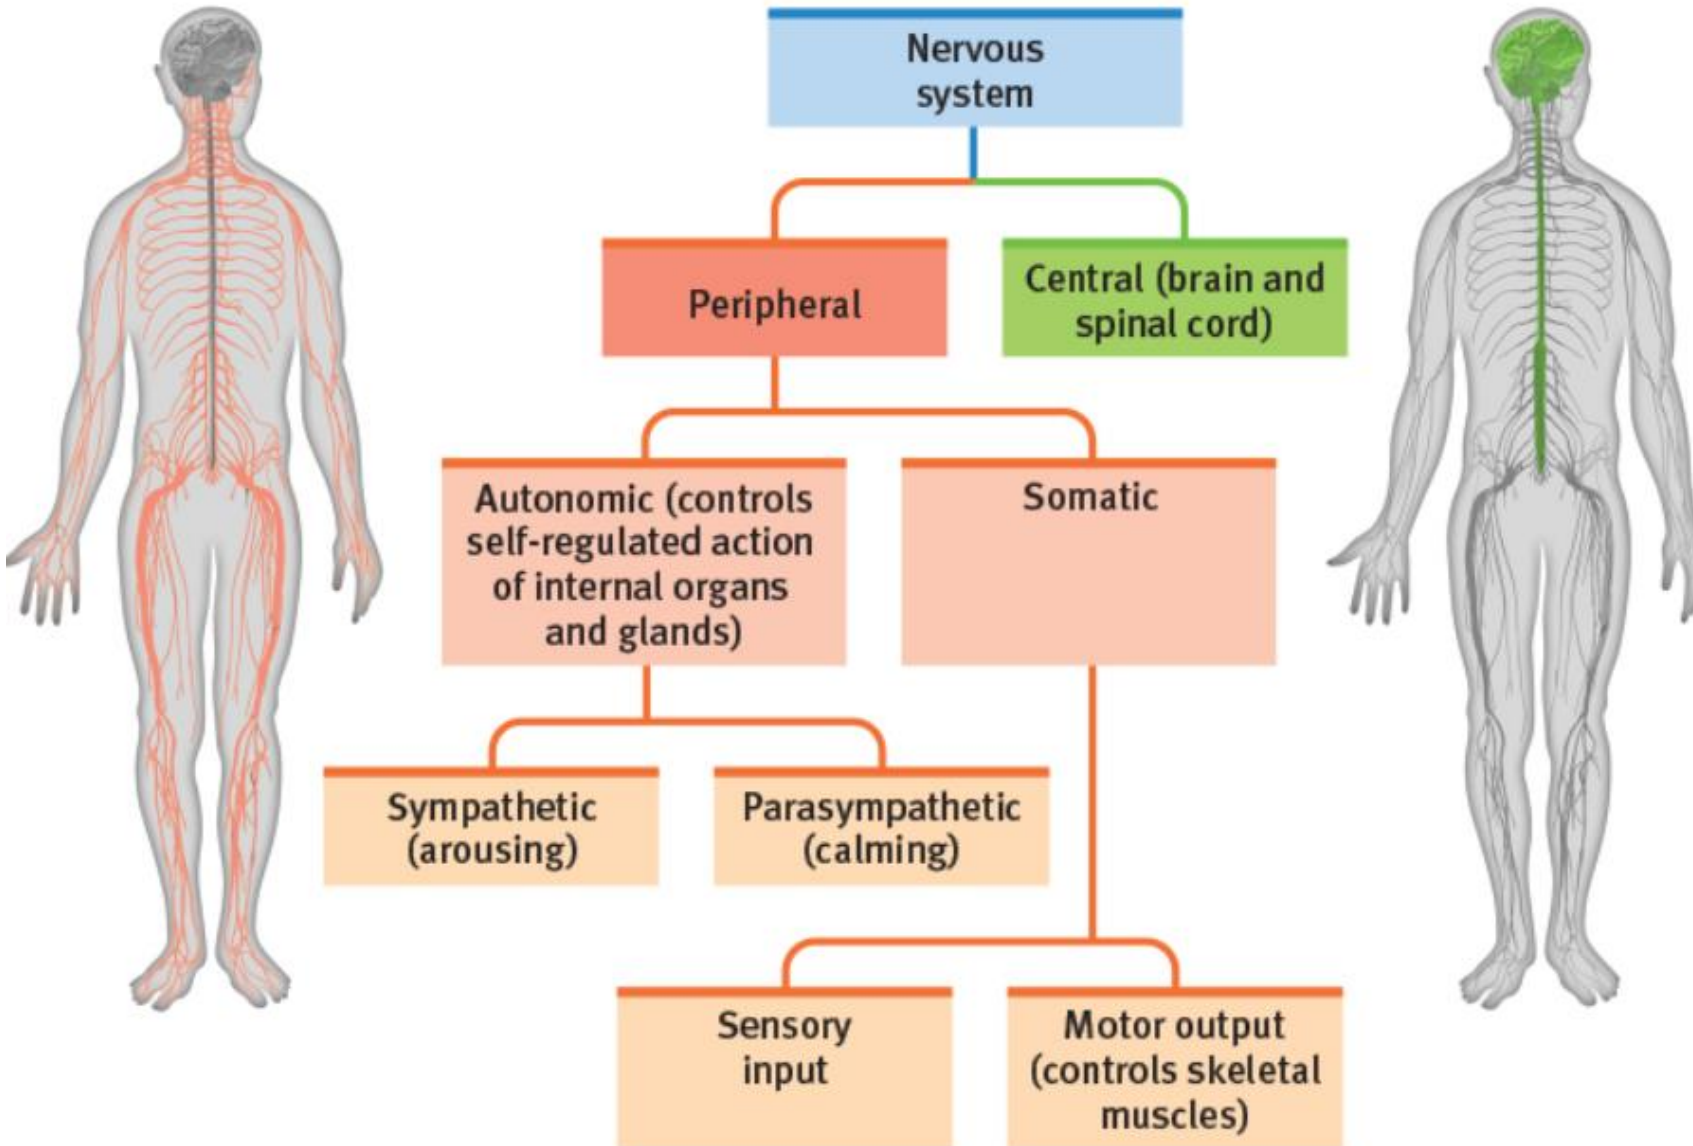 Nervous
system
Peripheral
Central (brain and
spinal cord)
Autonomic (controls
self-regulated action
of internal organs
and glands)
Somatic
Sympathetic
(arousing)
Parasympathetic
(calming)
Sensory
input
Motor output
(controls skeletal
muscles)